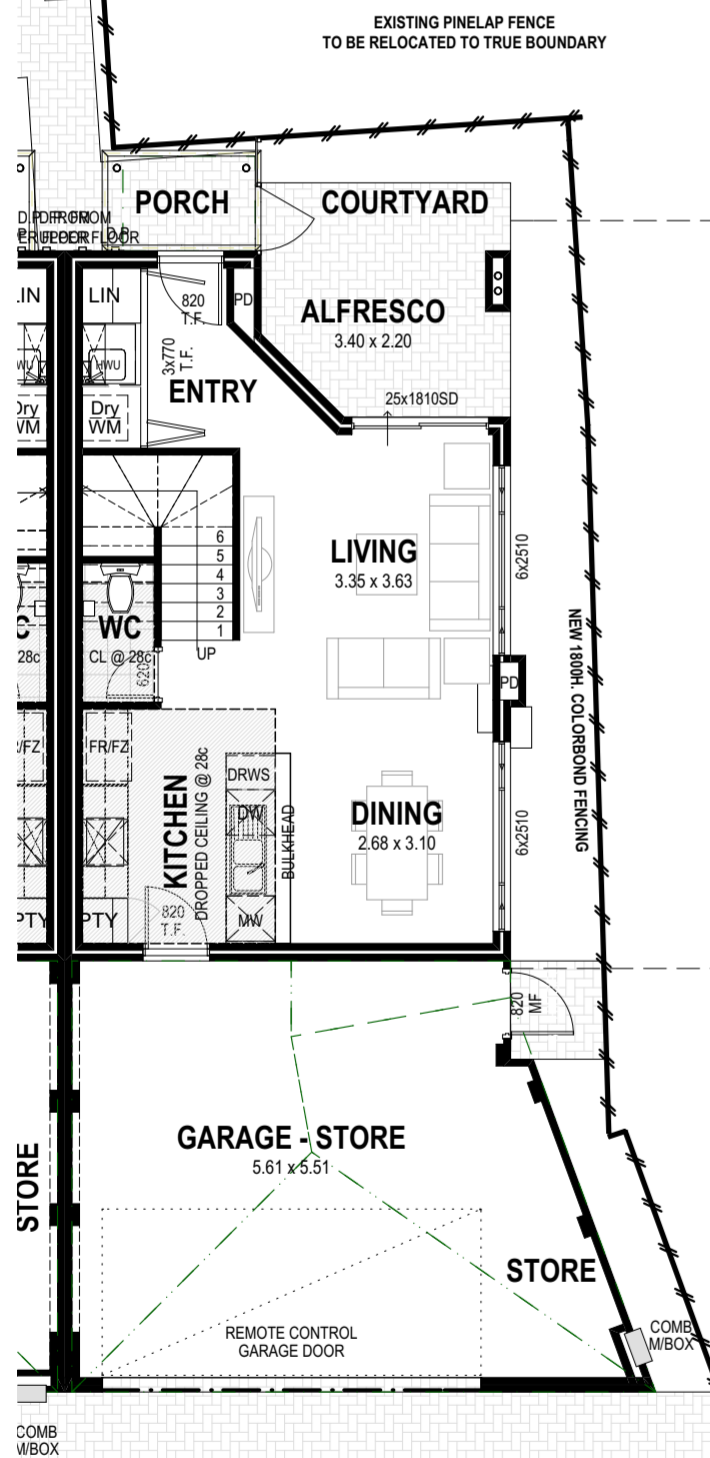 EXISTING PINELAP FENCE
TO BE RELOCATED TO TRUE BOUNDARY
PORCH
COURTYARD
LIN
LIN
820
T.F.
PD
ALFRESCO
3.40 x 2.20
3x770
T.F.
HWU
ENTRY
25x1810SD
Dry
WM
Dry
WM
6
5
4
3
2
1
UP
LIVING
3.35 x 3.63
6x2510
WC
CL @ 28c
620
28c
PD
NEW 1800H. COLORBOND FENCING
FR/FZ
KITCHEN
DROPPED CEILING @ 28c
DRWS
DW
BULKHEAD
MW
DINING
2.68 x 3.10
6x2510
PTY
PTY
820
T.F.
820
MF
GARAGE - STORE
5.61 x 5.51
STORE
STORE
REMOTE CONTROL
GARAGE DOOR
COMB
M/BOX
COMB
M/BOX